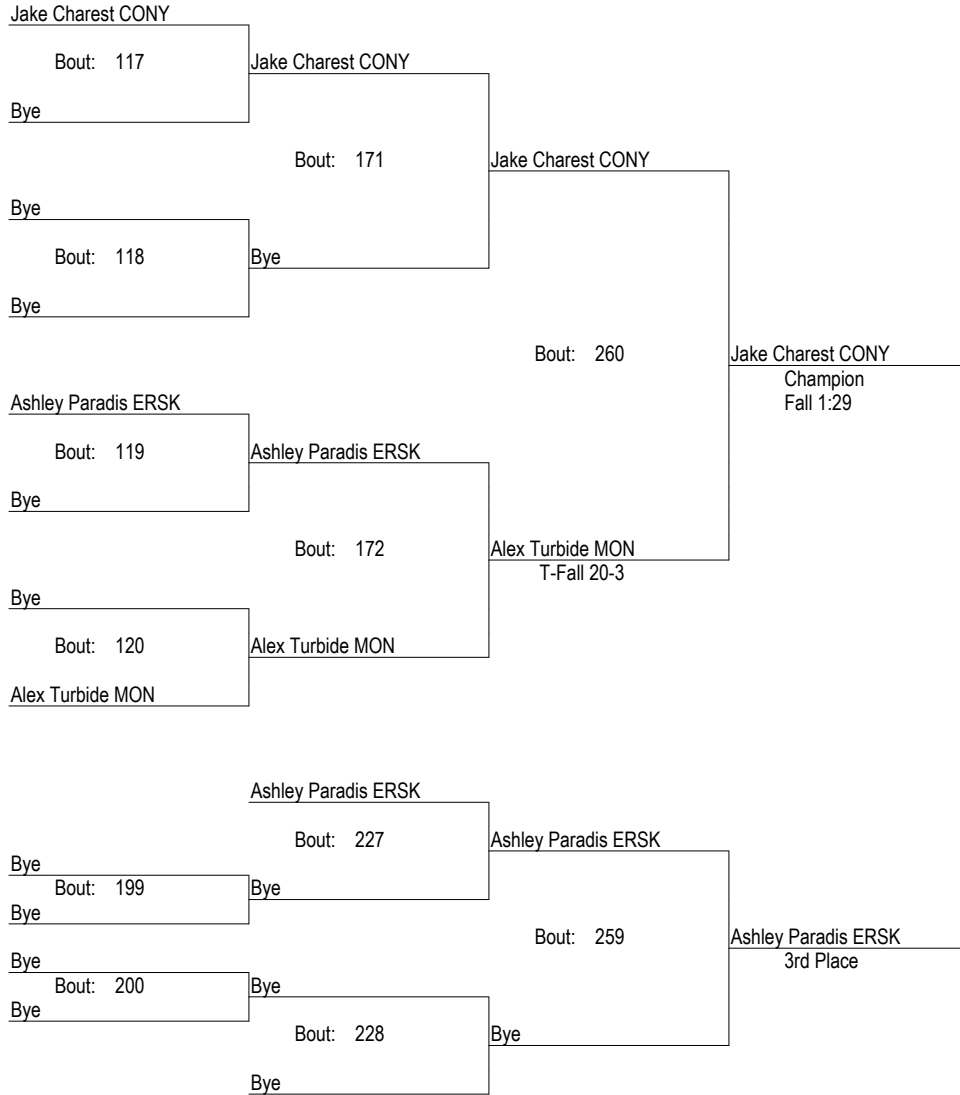 Jake Charest CONY
Bout: 117
Jake Charest CONY
Bye
Bout: 171
Jake Charest CONY
Bye
Bout: 118
Bye
Bye
Bout: 260
Jake Charest CONY
Champion
Fall 1:29
Ashley Paradis ERSK
Bout: 119
Ashley Paradis ERSK
Bye
Bout: 172
Alex Turbide MON
T-Fall 20-3
Bye
Bout: 120
Alex Turbide MON
Alex Turbide MON
Ashley Paradis ERSK
Bout: 227
Ashley Paradis ERSK
Bye
Bout: 199
Bye
Bye
Bout: 259
Ashley Paradis ERSK
3rd Place
Bye
Bout: 200
Bye
Bye
Bout: 228
Bye
Bye